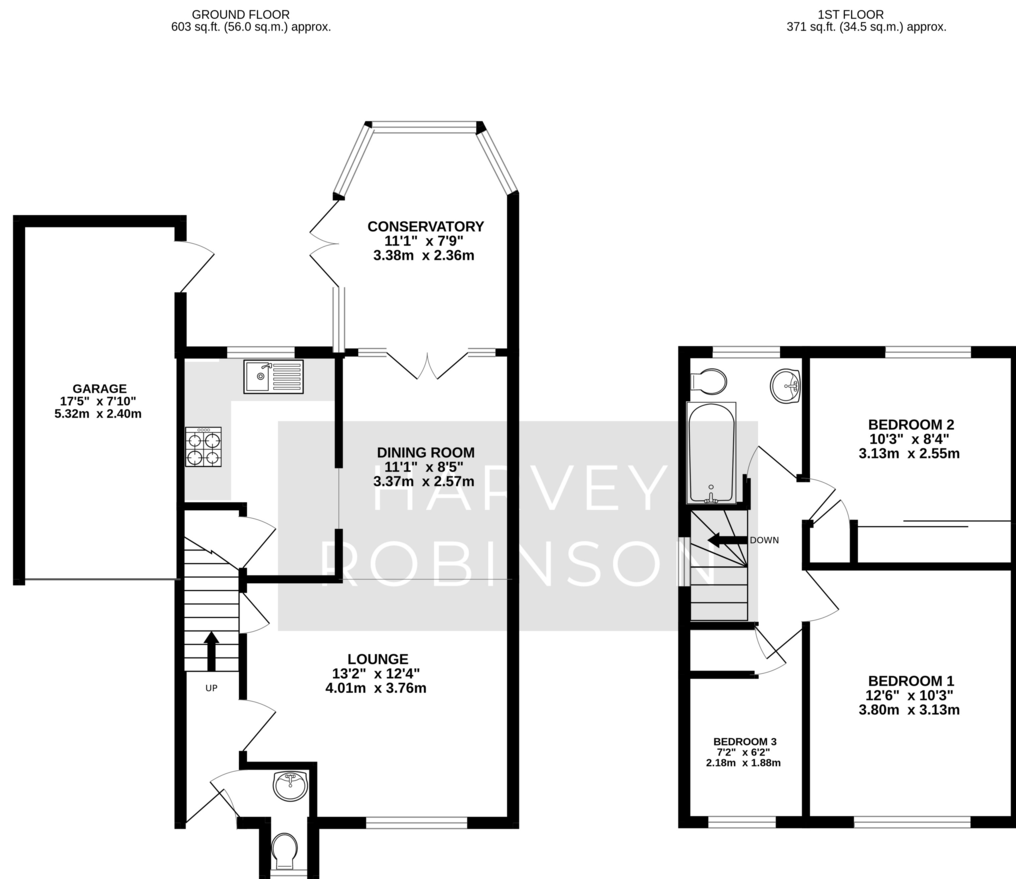 GROUND FLOOR
603 sq.ft. (56.0 sq.m.) approx.
1ST FLOOR
371 sq.ft. (34.5 sq.m.) approx.
CONSERVATORY
11'1" x 7'9"
3.38m x 2.36m
GARAGE
17'5" x 7'10"
5.32m x 2.40m
DINING ROOM
11'1" x 8'5"
3.37m x 2.57m
BEDROOM 2
10'3" x 8'4"
3.13m x 2.55m
HARVEY
ROBINSON
DOWN
LOUNGE
13'2" x 12'4"
4.01m x 3.76m
UP
BEDROOM 1
12'6" x 10'3"
3.80m x 3.13m
BEDROOM 3
7'2" x 6'2"
2.18m x 1.88m